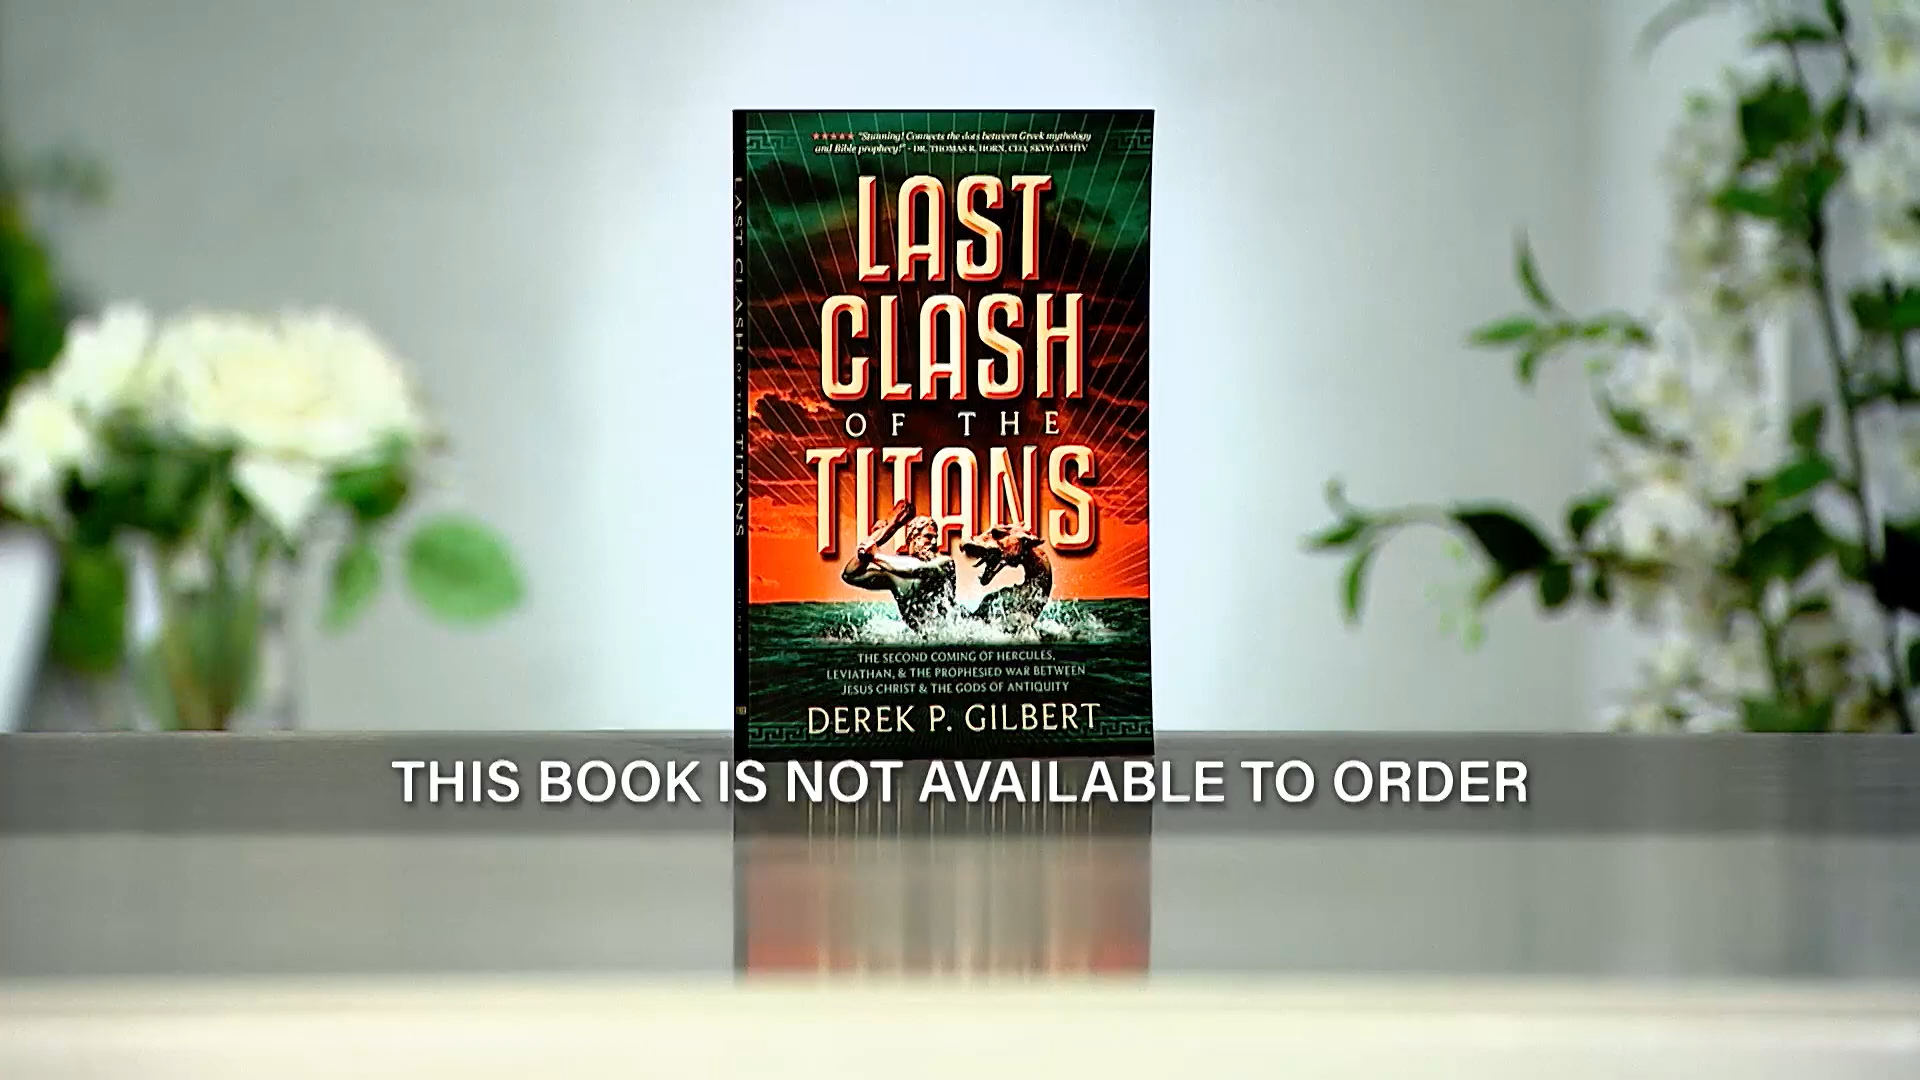 ★★★★★ "Stunning! Connects the dots between Greek mythology
and Bible prophecy!" - DR. THOMAS R. HORN, CEO, SKYWATCHTV
LAST
CLASH
OF THE
TITANS
THE SECOND COMING OF HERCULES,
LEVIATHAN, & THE PROPHESIED WAR BETWEEN
JESUS CHRIST & THE GODS OF ANTIQUITY
DEREK P. GILBERT
LAST CLASH OF THE TITANS
THIS BOOK IS NOT AVAILABLE TO ORDER